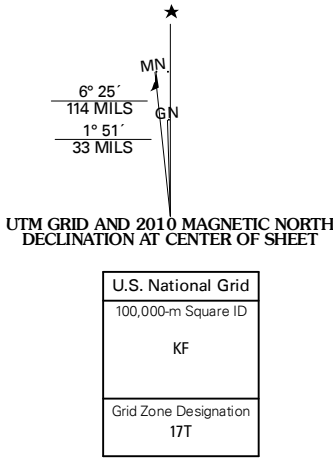 ★
MN
6° 25´
114 MILS
GN
1° 51´
33 MILS
UTM GRID AND 2010 MAGNETIC NORTH
DECLINATION AT CENTER OF SHEET
U.S. National Grid
100,000-m Square ID
KF
Grid Zone Designation
17T